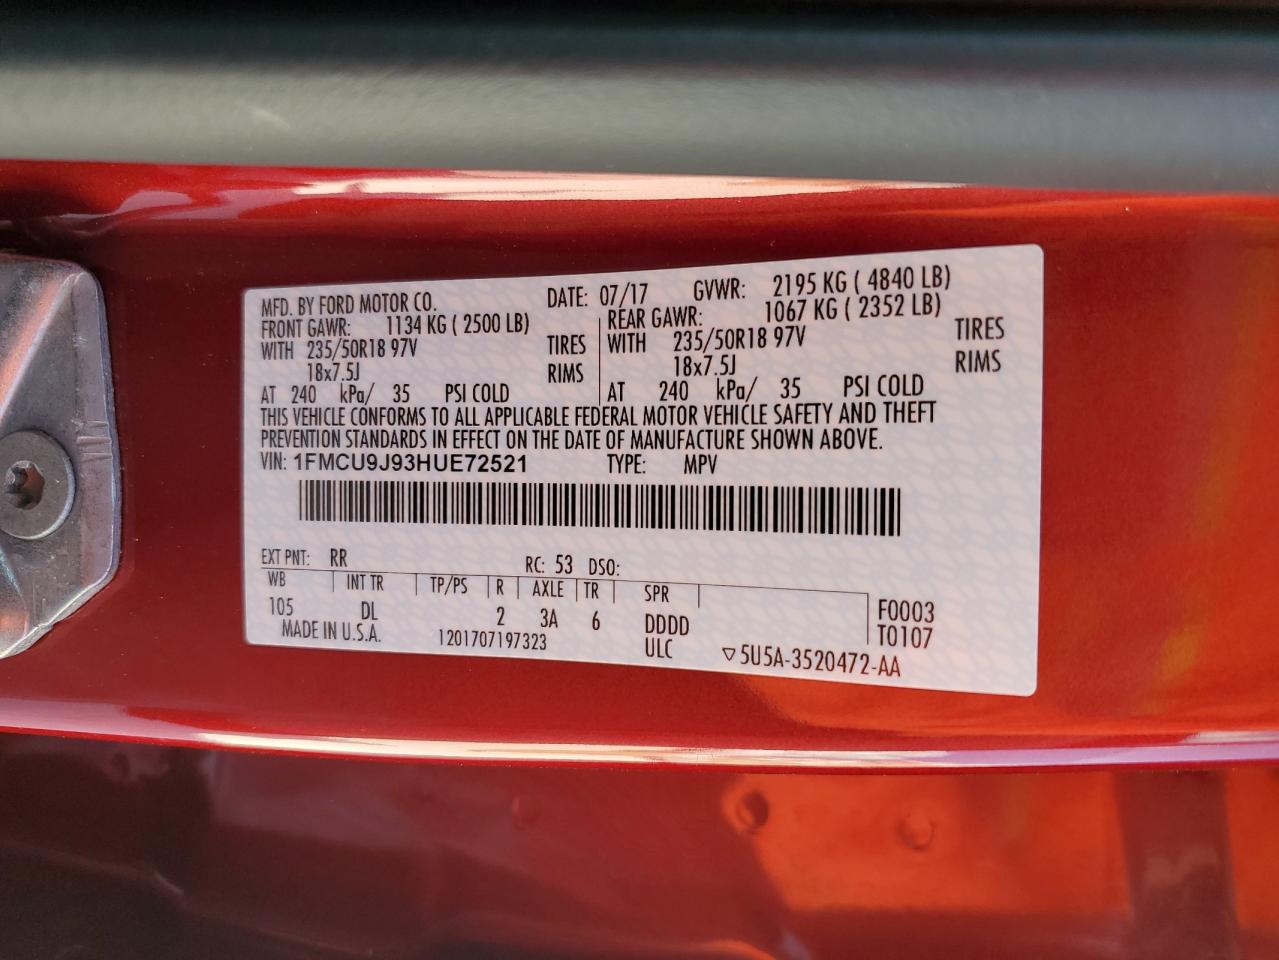 MFD. BY FORD MOTOR CO. DATE: 07/17 GVWR: 2195 KG ( 4840 LB)
FRONT GAWR: 1134 KG ( 2500 LB) REAR GAWR: 1067 KG ( 2352 LB)
WITH 235/50R18 97V TIRES WITH 235/50R18 97V TIRES
18x7.5J RIMS 18x7.5J RIMS
AT 240 kPa/ 35 PSI COLD AT 240 kPa/ 35 PSI COLD
THIS VEHICLE CONFORMS TO ALL APPLICABLE FEDERAL MOTOR VEHICLE SAFETY AND THEFT
PREVENTION STANDARDS IN EFFECT ON THE DATE OF MANUFACTURE SHOWN ABOVE.
VIN: 1FMCU9J93HUE72521 TYPE: MPV
EXT PNT: RR RC: 53 DSO:
WB INT TR TP/PS R AXLE TR SPR
105 DL 2 3A 6 DDDD F0003
MADE IN U.S.A. 1201707197323 ULC T0107
▽5U5A-3520472-AA